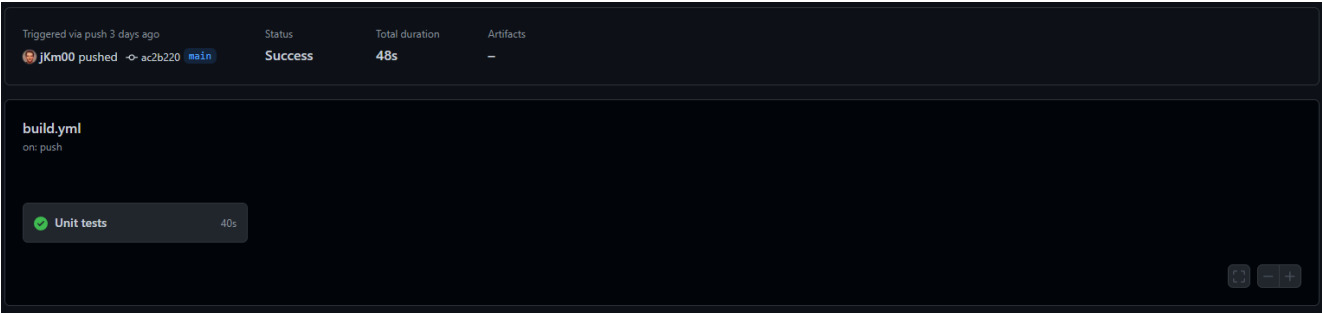 Triggered via push 3 days ago
jKm00 pushed ac2b220 main
Status
Success
Total duration
48s
Artifacts
–
build.yml
on: push
Unit tests 40s